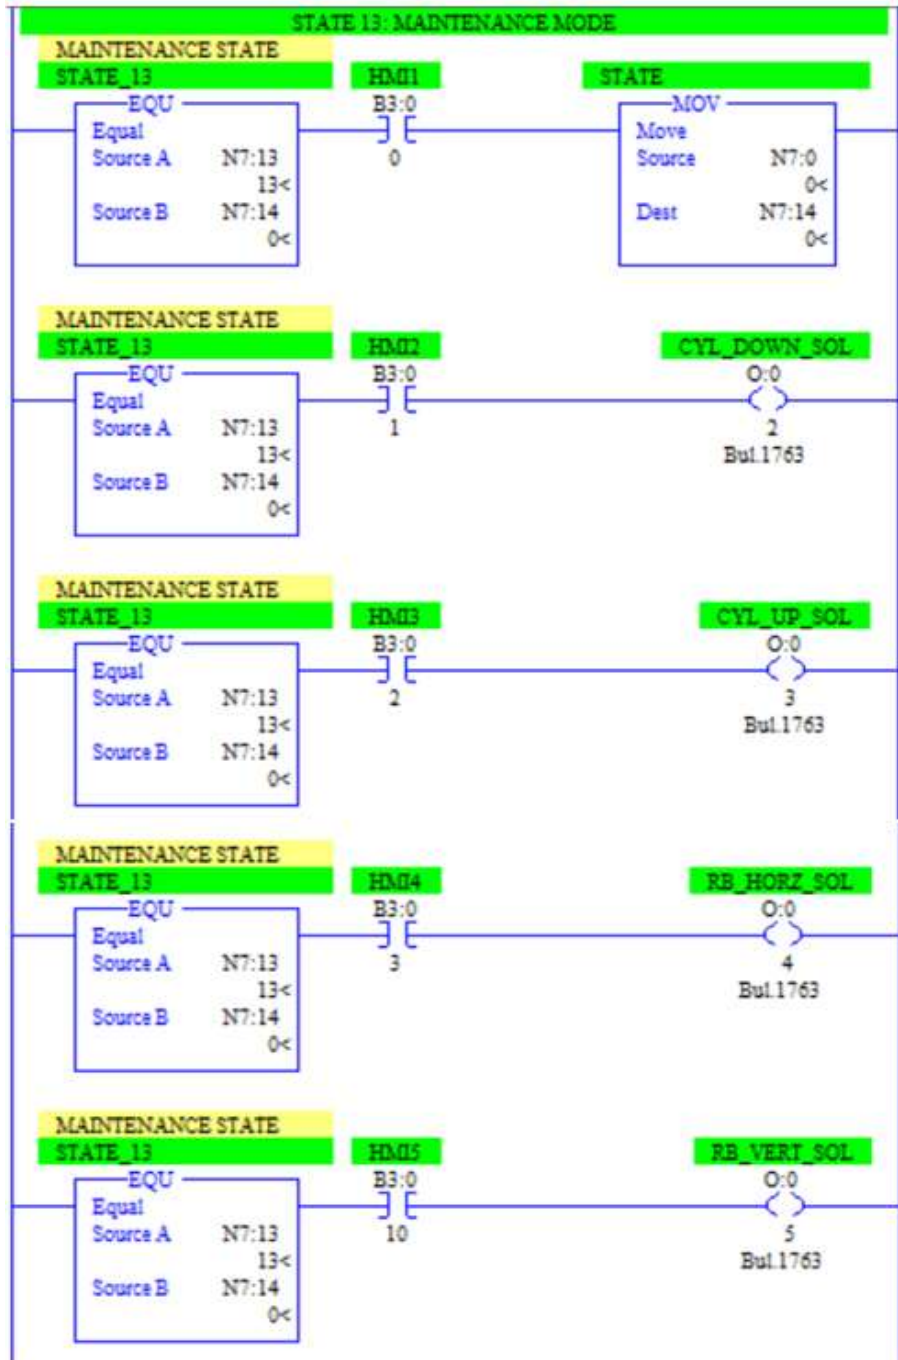 STATE 13: MAINTENANCE MODE
MAINTENANCE STATE
STATE_13 HMI1 STATE
EQU B3:0 MOV
Equal Move
Source A N7:13 0 Source N7:0
13< 0<
Source B N7:14 Dest N7:14
0< 0<
MAINTENANCE STATE
STATE_13 HMI2 CYL_DOWN_SOL
EQU B3:0 O:0
Equal
Source A N7:13 1 2
13< Bul.1763
Source B N7:14
0<
MAINTENANCE STATE
STATE_13 HMI3 CYL_UP_SOL
EQU B3:0 O:0
Equal
Source A N7:13 2 3
13< Bul.1763
Source B N7:14
0<
MAINTENANCE STATE
STATE_13 HMI4 RB_HORZ_SOL
EQU B3:0 O:0
Equal
Source A N7:13 3 4
13< Bul.1763
Source B N7:14
0<
MAINTENANCE STATE
STATE_13 HMI5 RB_VERT_SOL
EQU B3:0 O:0
Equal
Source A N7:13 10 5
13< Bul.1763
Source B N7:14
0<